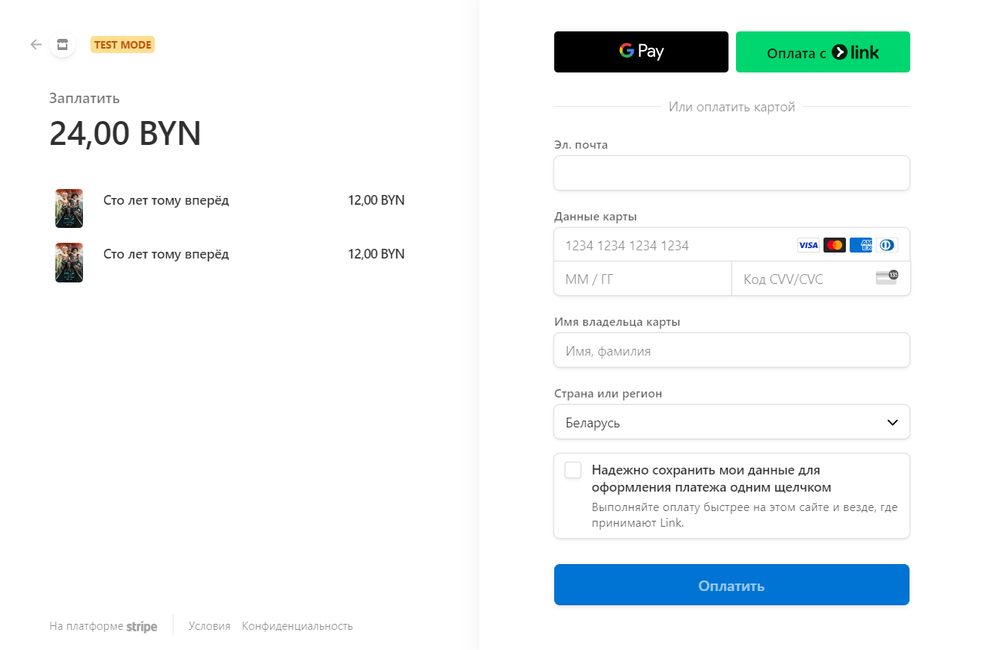 TEST MODE
Заплатить
24,00 BYN
Сто лет тому вперёд 12,00 BYN
Сто лет тому вперёд 12,00 BYN
На платформе stripe Условия Конфиденциальность
G Pay Оплата с link
Или оплатить картой
Эл. почта
Данные карты
1234 1234 1234 1234 VISA AM EX
ММ / ГГ Код CVV/CVC 135
Имя владельца карты
Имя, фамилия
Страна или регион
Беларусь
Надежно сохранить мои данные для
оформления платежа одним щелчком
Выполняйте оплату быстрее на этом сайте и везде, где
принимают Link.
Оплатить